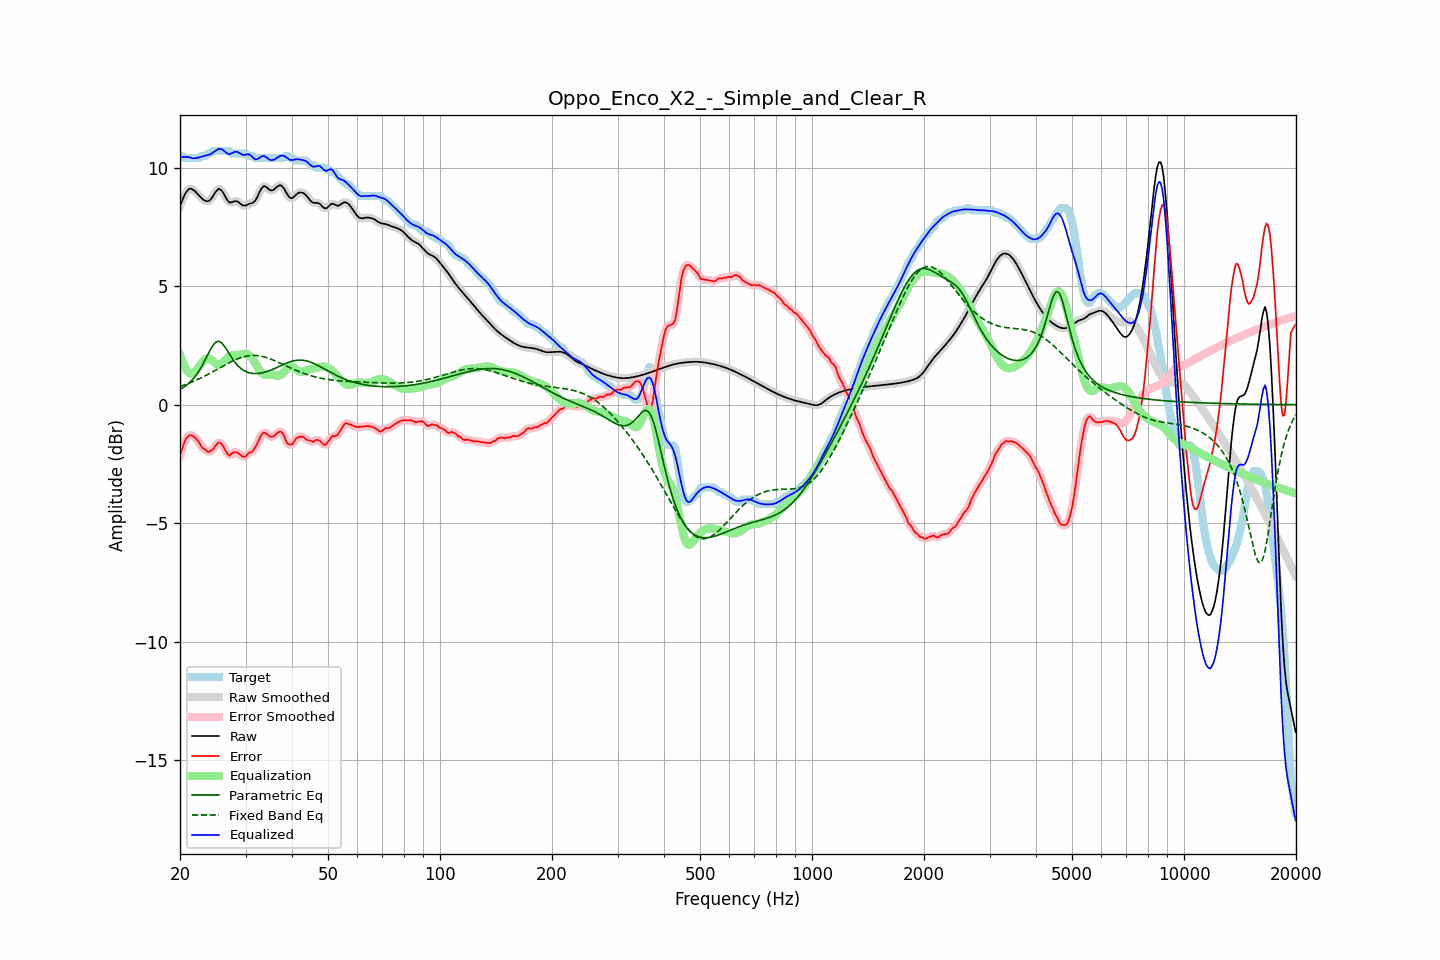 Oppo_Enco_X2_-_Simple_and_Clear_R
Amplitude (dBr)
10
5
0
−5
−10
−15
Target
Raw Smoothed
Error Smoothed
Raw
Error
Equalization
Parametric Eq
Fixed Band Eq
Equalized
20 50 100 200 500 1000 2000 5000 10000 20000
Frequency (Hz)